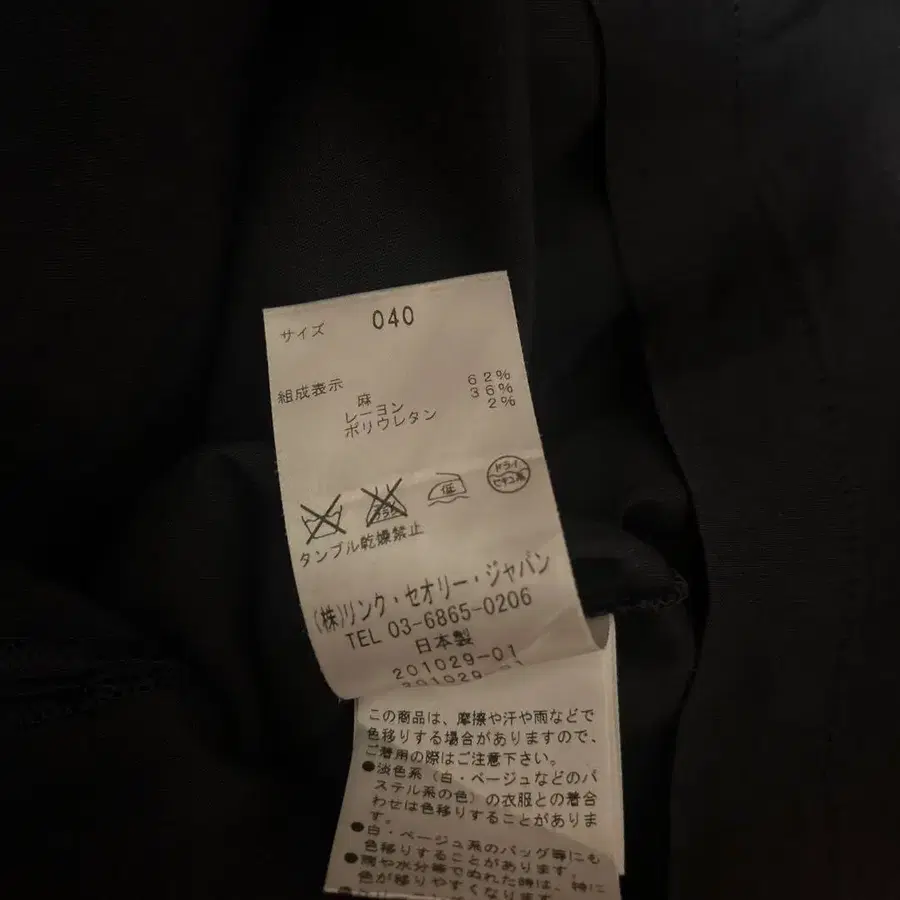 サイズ 040
組成表示
麻 62%
レーヨン 36%
ポリウレタン 2%
ドライ
低 セキユ系
タンブル乾燥禁止
(株)リンク・セオリー・ジャパン
TEL 03-6865-0206
日本製
201029-01
201029-01
この商品は、摩擦や汗や雨などで
色移りする場合がありますので、
ご着用の際はご注意下さい。
●淡色系(白・ベージュなどのパ
ステル系の色)の衣服との着合
わせは色移りすることがありま
す。
●白・ベージュ系のバッグ等にも
色移りすることがあります。
●雨や水分等でぬれた時は、特に
色が移りやすくなります。